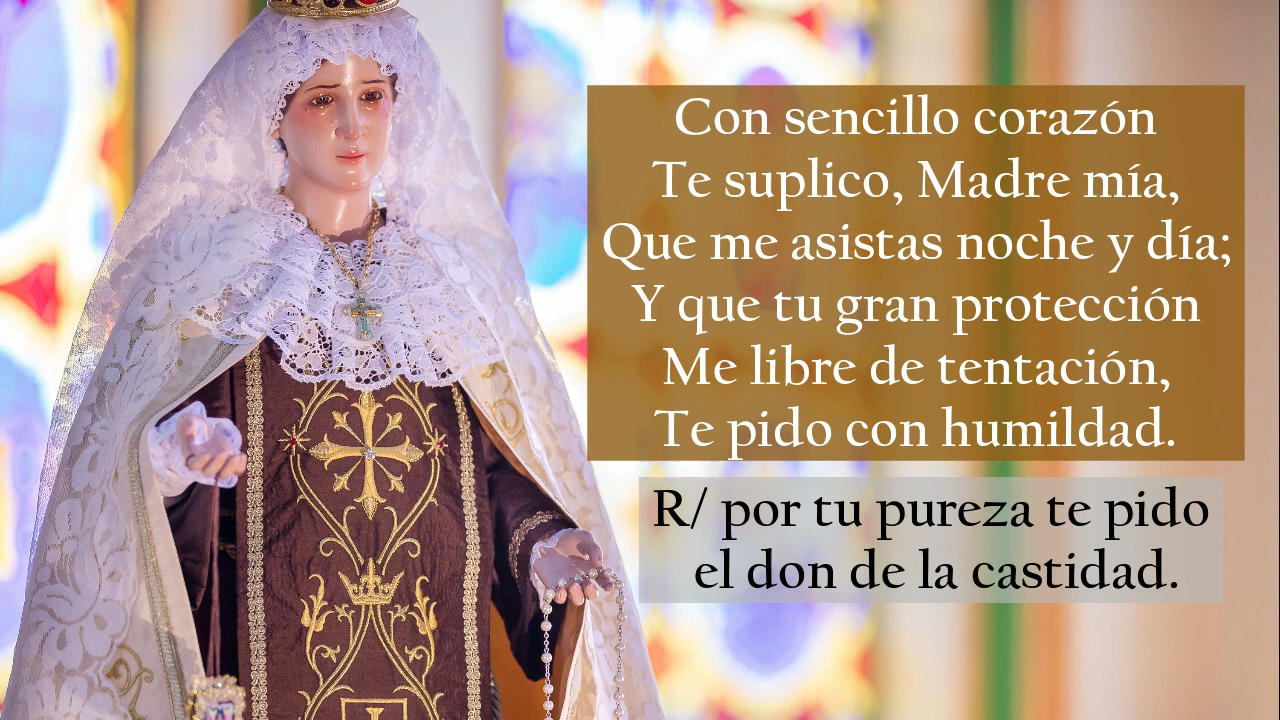 Con sencillo corazón
Te suplico, Madre mía,
Que me asistas noche y día;
Y que tu gran protección
Me libre de tentación,
Te pido con humildad.
R/ por tu pureza te pido
el don de la castidad.